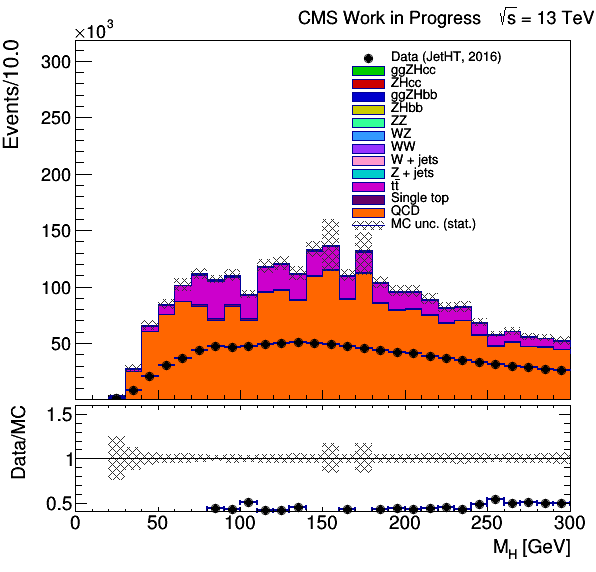 CMS Work in Progress √s = 13 TeV
×10³
Events/10.0
300
250
200
150
100
50
Data (JetHT, 2016)
ggZHcc
ZHcc
ggZHbb
ZHbb
ZZ
WZ
WW
W + jets
Z + jets
tt̄
Single top
QCD
MC unc. (stat.)
Data/MC
1.5
1
0.5
0 50 100 150 200 250 300
M_H [GeV]